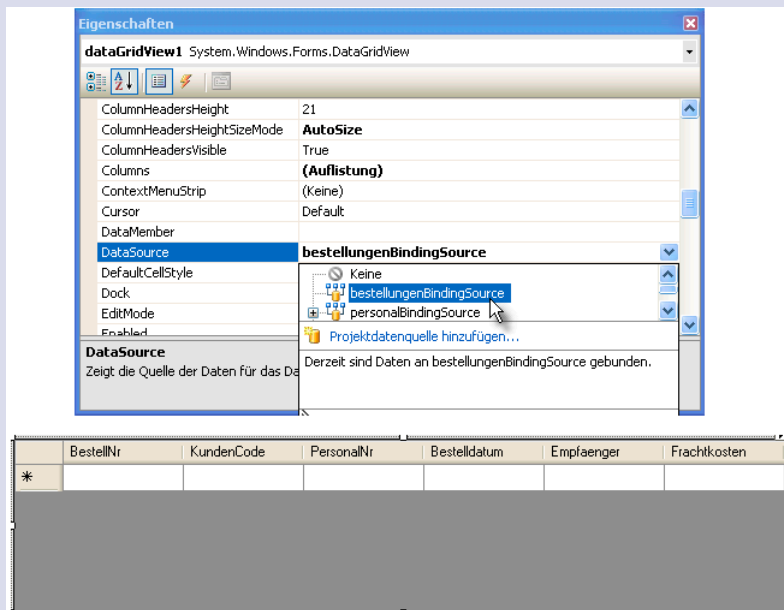 Eigenschaften
dataGridView1 System.Windows.Forms.DataGridView
ColumnHeadersHeight 21
ColumnHeadersHeightSizeMode AutoSize
ColumnHeadersVisible True
Columns (Auflistung)
ContextMenuStrip (Keine)
Cursor Default
DataMember
DataSource bestellungenBindingSource
DefaultCellStyle Keine
Dock bestellungenBindingSource
EditMode personalBindingSource
Enabled
Projektdatenquelle hinzufügen...
DataSource
Zeigt die Quelle der Daten für das Da
Derzeit sind Daten an bestellungenBindingSource gebunden.
BestellNr KundenCode PersonalNr Bestelldatum Empfaenger Frachtkosten